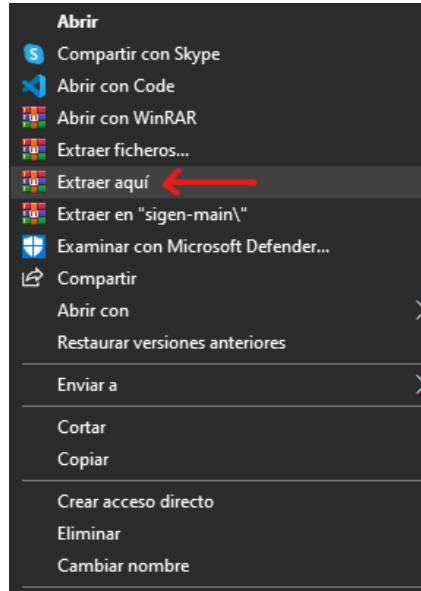 Abrir
Compartir con Skype
Abrir con Code
Abrir con WinRAR
Extraer ficheros...
Extraer aquí
Extraer en "sigen-main\"
Examinar con Microsoft Defender...
Compartir
Abrir con
Restaurar versiones anteriores
Enviar a
Cortar
Copiar
Crear acceso directo
Eliminar
Cambiar nombre